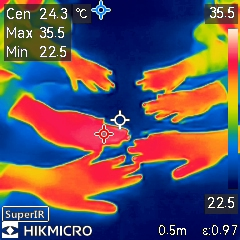 Cen 24.3 °C
Max 35.5
Min 22.5
35.5
22.5
SuperIR
HIKMICRO 0.5m ε:0.97